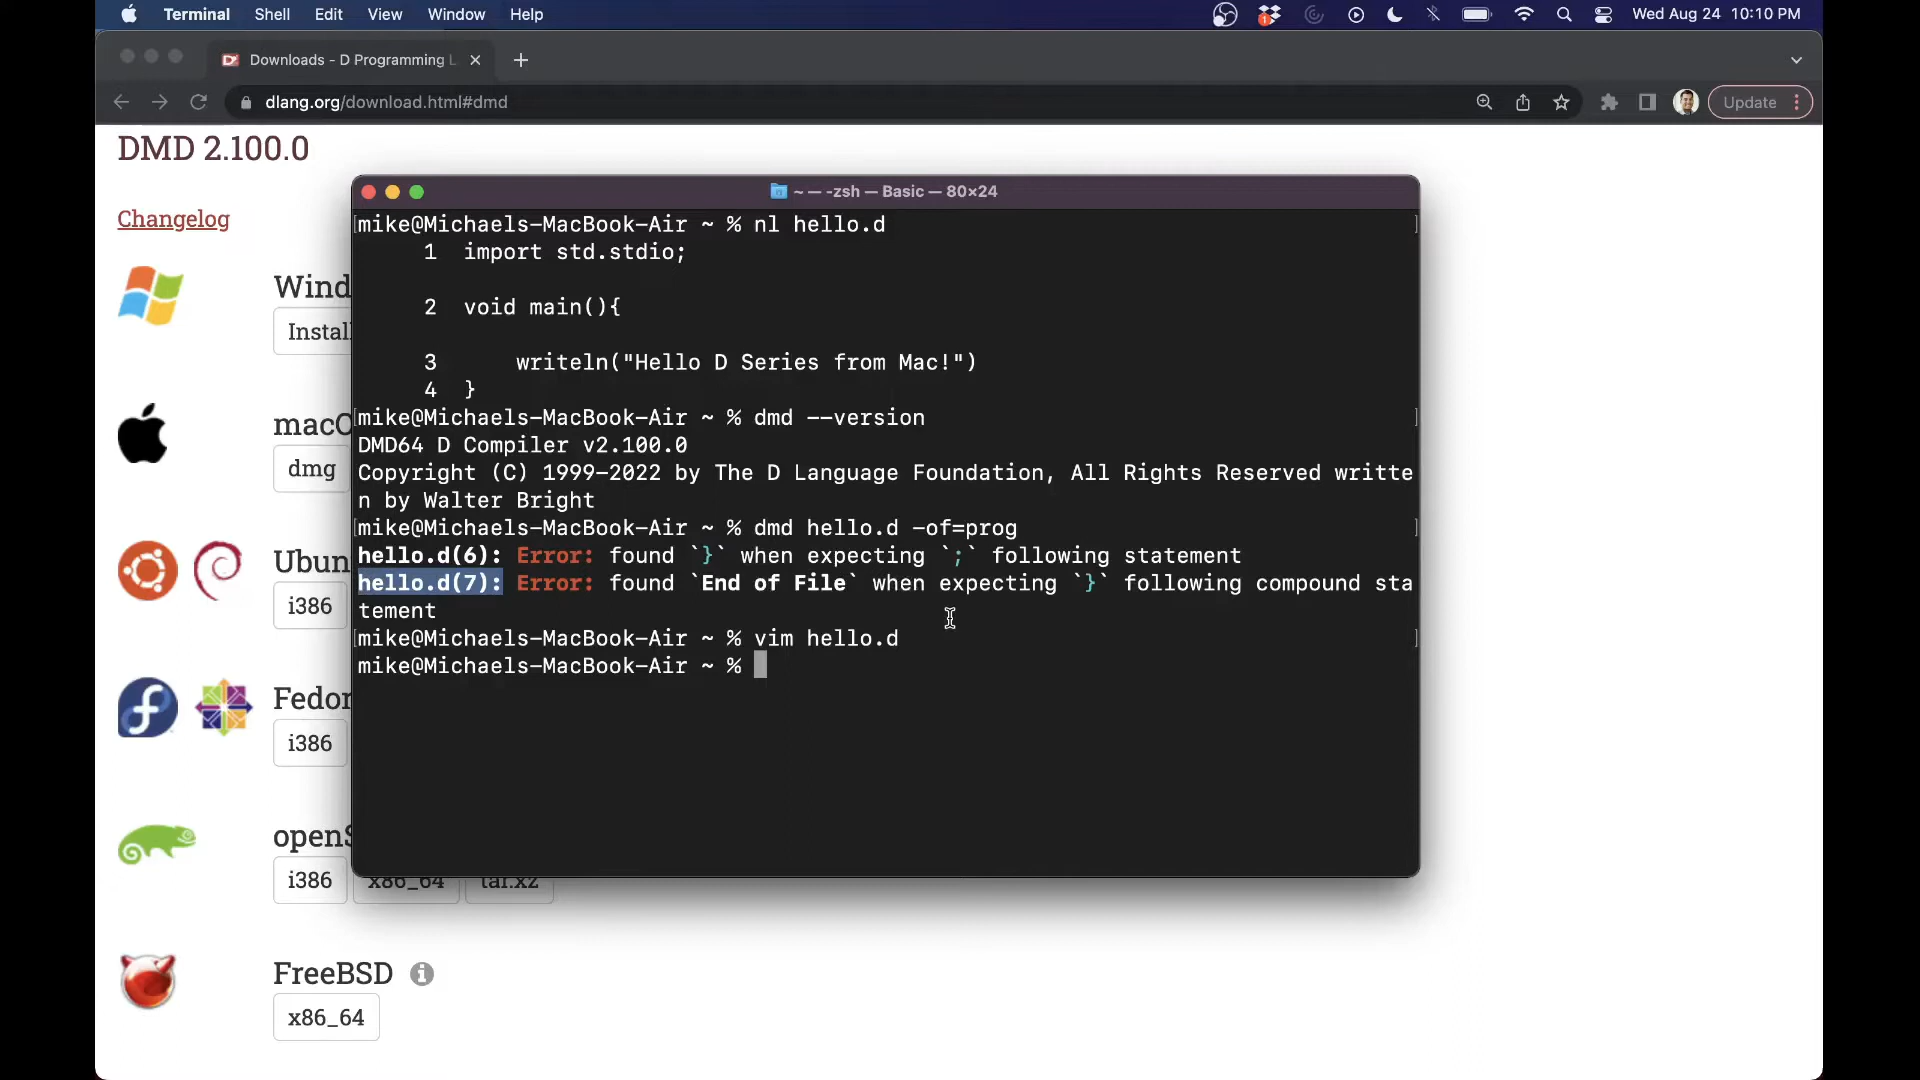 Terminal Shell Edit View Window Help Wed Aug 24 10:10 PM
Downloads - D Programming L
dlang.org/download.html#dmd Update
DMD 2.100.0
Changelog
Wind
Install
macO
dmg
Ubun
i386
Fedor
i386
openS
i386 x86_64 tar.xz
FreeBSD
x86_64
~ — -zsh — Basic — 80×24
mike@Michaels-MacBook-Air ~ % nl hello.d
1 import std.stdio;
2 void main(){
3 writeln("Hello D Series from Mac!")
4 }
mike@Michaels-MacBook-Air ~ % dmd --version
DMD64 D Compiler v2.100.0
Copyright (C) 1999-2022 by The D Language Foundation, All Rights Reserved writte
n by Walter Bright
mike@Michaels-MacBook-Air ~ % dmd hello.d -of=prog
hello.d(6): Error: found `}` when expecting `;` following statement
hello.d(7): Error: found `End of File` when expecting `}` following compound sta
tement
mike@Michaels-MacBook-Air ~ % vim hello.d
mike@Michaels-MacBook-Air ~ %